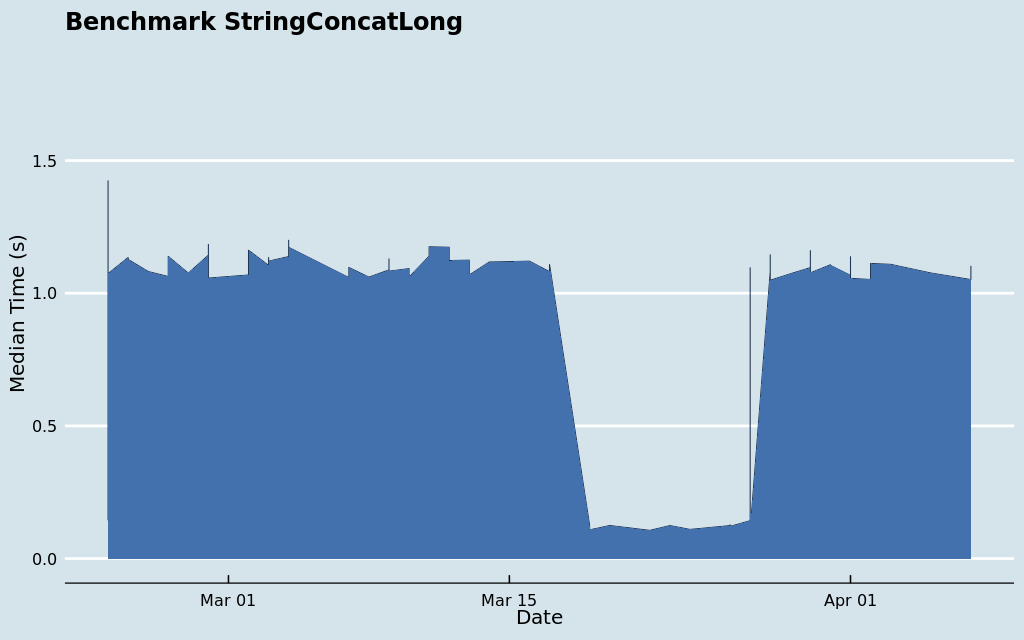 Benchmark StringConcatLong
Median Time (s)
1.5
1.0
0.5
0.0
Mar 01
Mar 15
Apr 01
Date